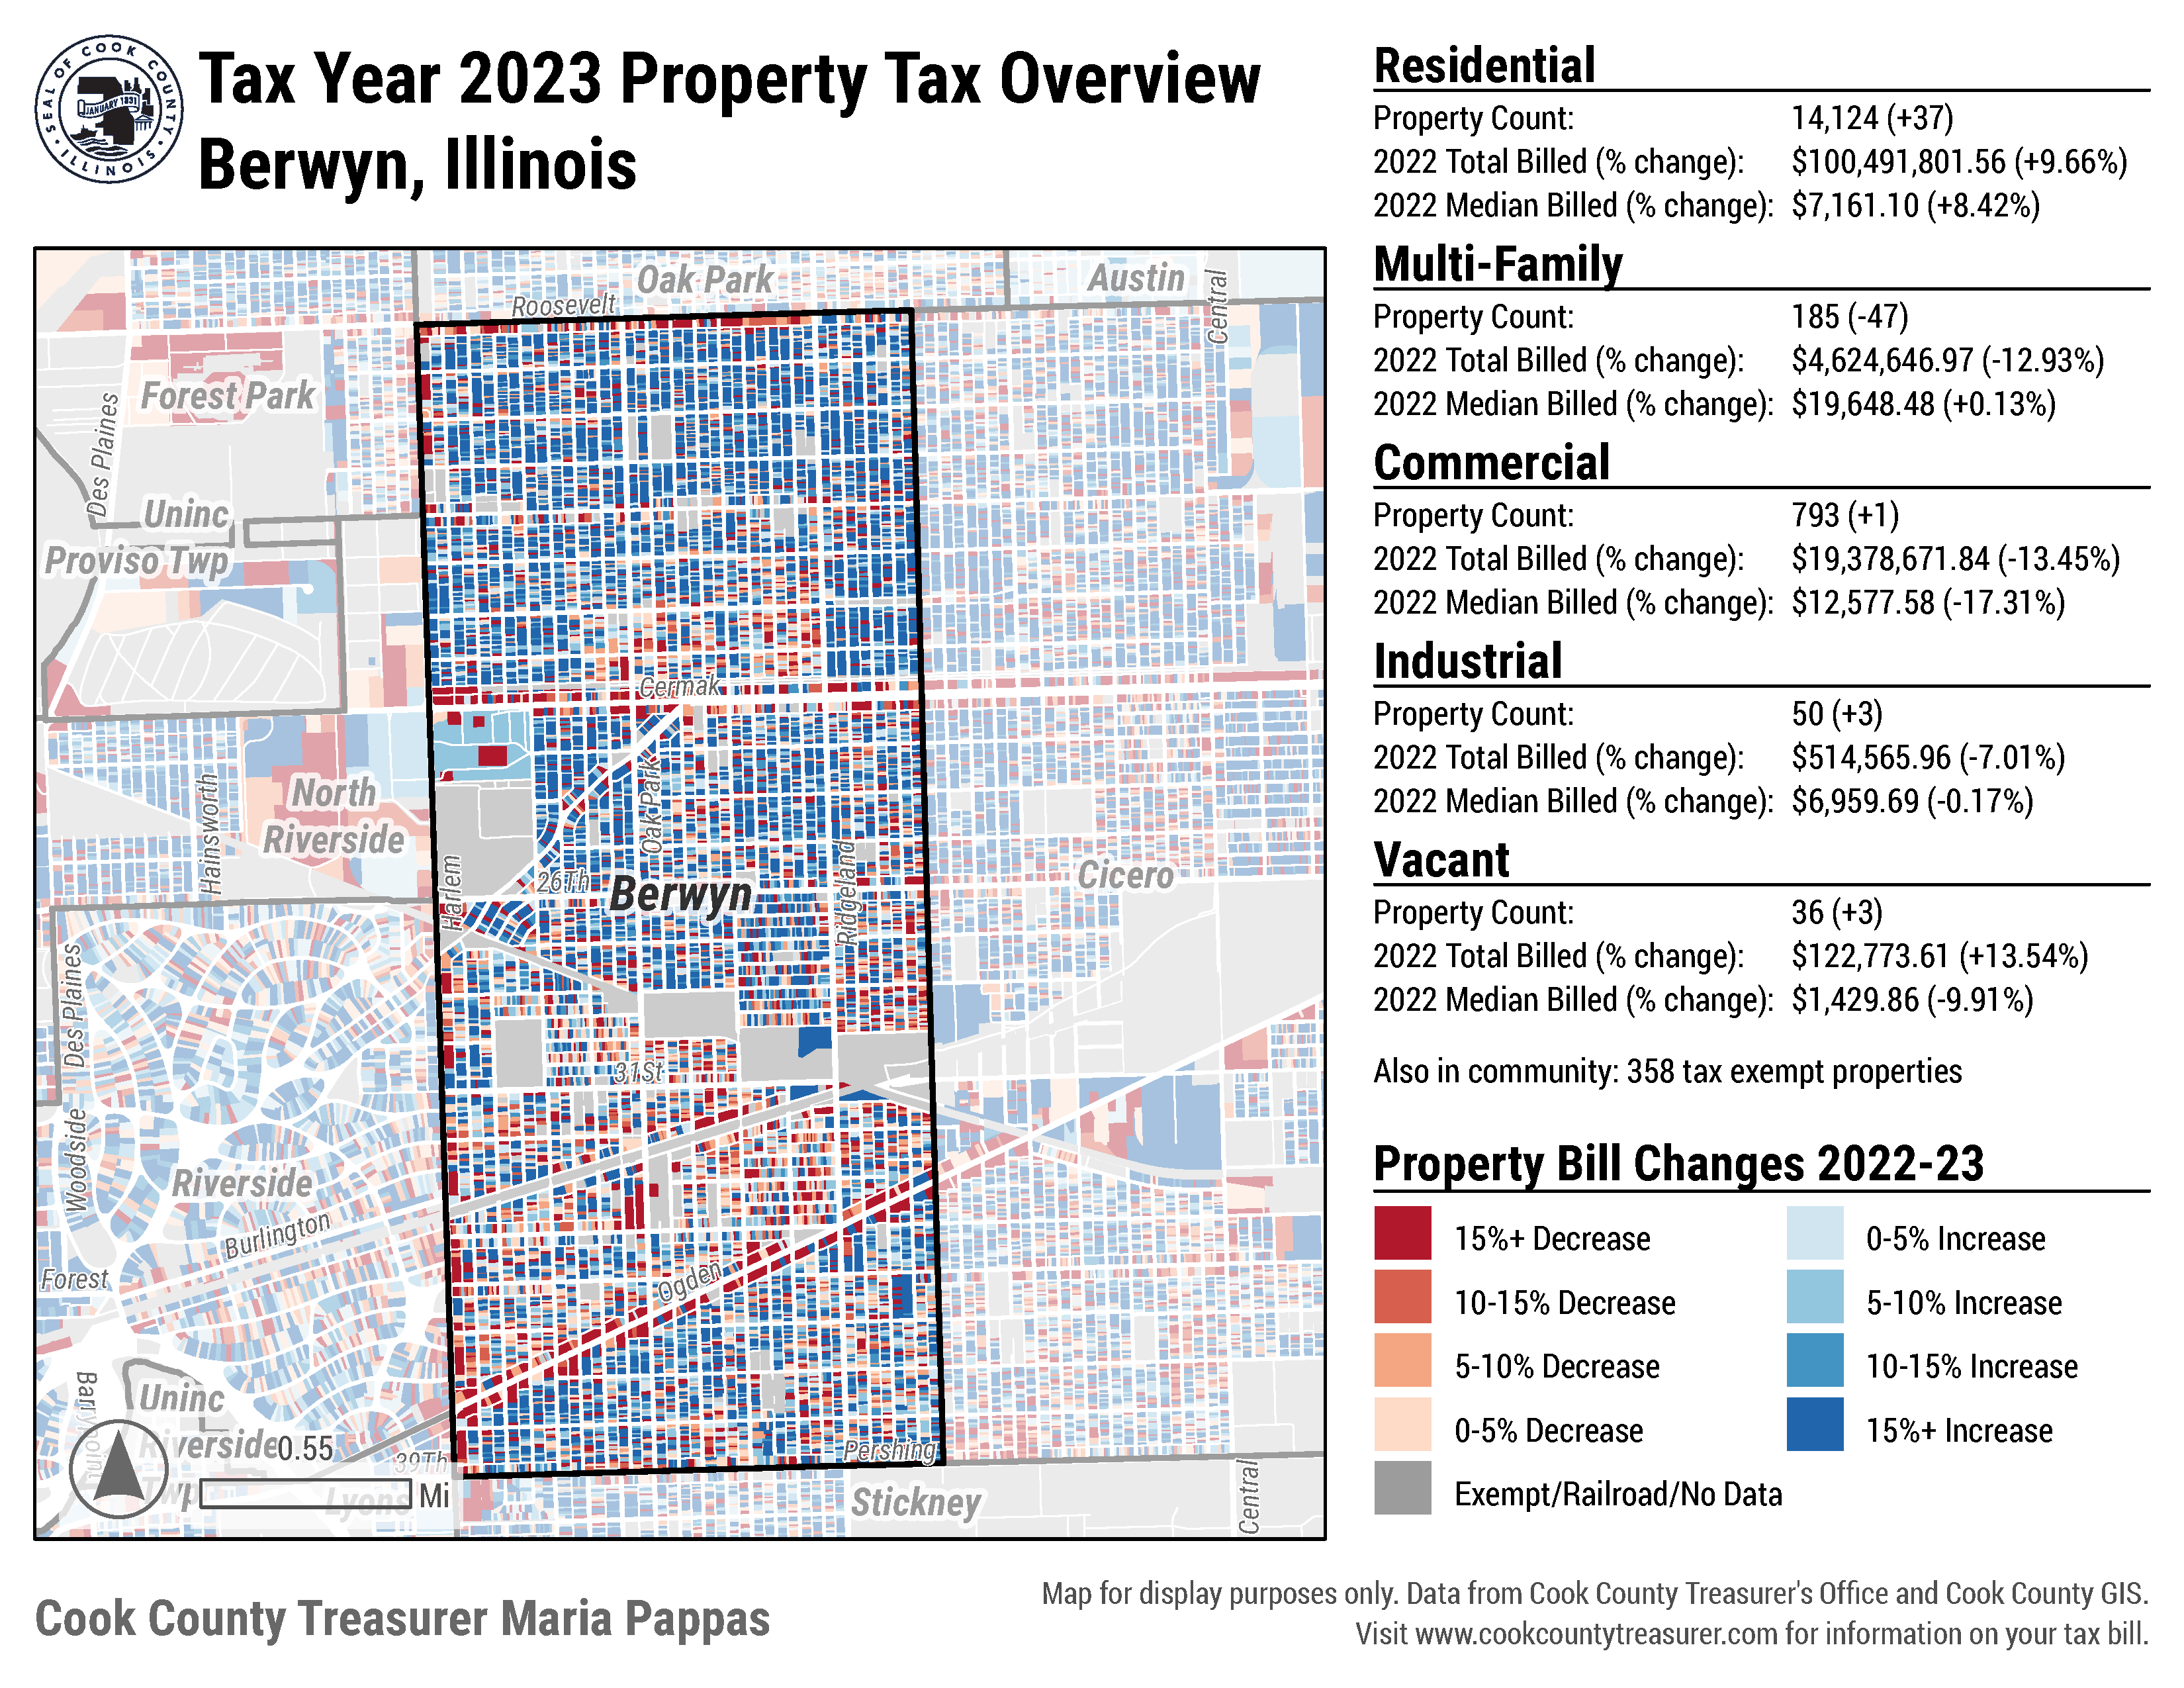 SEAL OF COOK COUNTY
• ILLINOIS •
JANUARY 1831
Tax Year 2023 Property Tax Overview
Berwyn, Illinois
Oak Park
Austin
Central
Roosevelt
Forest Park
Des Plaines
Uninc
Proviso Twp
Cermak
North
Riverside
Hainsworth
Oak Park
Harlem
26Th
Berwyn
Ridgeland
Cicero
Des Plaines
31St
Woodside
Riverside
Burlington
Forest
Ogden
Uninc
Riverside
Twp
0.55
Mi
39Th
Lyons
Pershing
Stickney
Central
Residential
Property Count: 14,124 (+37)
2022 Total Billed (% change): $100,491,801.56 (+9.66%)
2022 Median Billed (% change): $7,161.10 (+8.42%)
Multi-Family
Property Count: 185 (-47)
2022 Total Billed (% change): $4,624,646.97 (-12.93%)
2022 Median Billed (% change): $19,648.48 (+0.13%)
Commercial
Property Count: 793 (+1)
2022 Total Billed (% change): $19,378,671.84 (-13.45%)
2022 Median Billed (% change): $12,577.58 (-17.31%)
Industrial
Property Count: 50 (+3)
2022 Total Billed (% change): $514,565.96 (-7.01%)
2022 Median Billed (% change): $6,959.69 (-0.17%)
Vacant
Property Count: 36 (+3)
2022 Total Billed (% change): $122,773.61 (+13.54%)
2022 Median Billed (% change): $1,429.86 (-9.91%)
Also in community: 358 tax exempt properties
Property Bill Changes 2022-23
15%+ Decrease
0-5% Increase
10-15% Decrease
5-10% Increase
5-10% Decrease
10-15% Increase
0-5% Decrease
15%+ Increase
Exempt/Railroad/No Data
Cook County Treasurer Maria Pappas
Map for display purposes only. Data from Cook County Treasurer's Office and Cook County GIS.
Visit www.cookcountytreasurer.com for information on your tax bill.